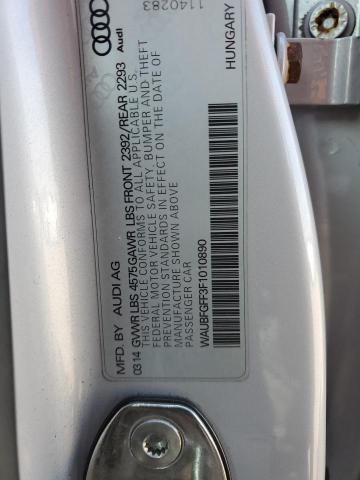 MFD. BY AUDI AG
0314 GVWR LBS 4575 GAWR LBS FRONT 2392/REAR 2293
THIS VEHICLE CONFORMS TO ALL APPLICABLE U.S.
FEDERAL MOTOR VEHICLE SAFETY, BUMPER AND THEFT
PREVENTION STANDARDS IN EFFECT ON THE DATE OF
MANUFACTURE SHOWN ABOVE
PASSENGER CAR
WAUBFGFF3F1010890
HUNGARY
Audi
1140283